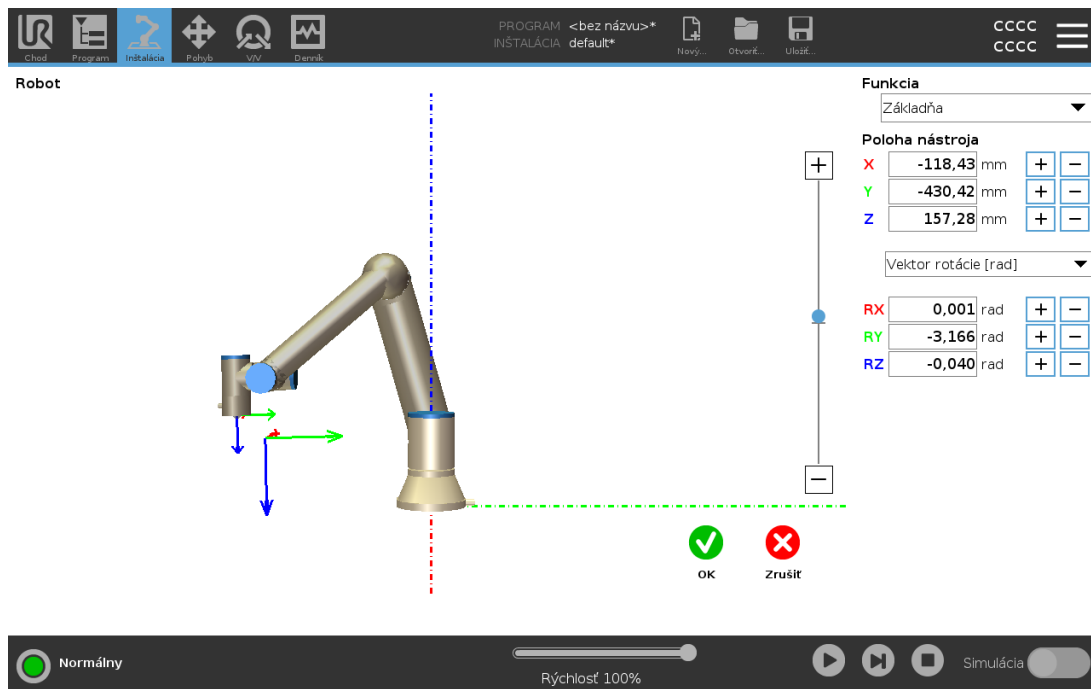 PROGRAM <bez názvu>*
INŠTALÁCIA default*
Chod
Program
Inštalácia
Pohyb
V/V
Denník
Nový...
Otvoriť...
Uložiť...
CCCC
CCCC
Robot
Funkcia
Základňa
Poloha nástroja
X -118,43 mm + −
Y -430,42 mm + −
Z 157,28 mm + −
Vektor rotácie [rad]
RX 0,001 rad + −
RY -3,166 rad + −
RZ -0,040 rad + −
+
−
OK
Zrušiť
Normálny
Rýchlosť 100%
Simulácia